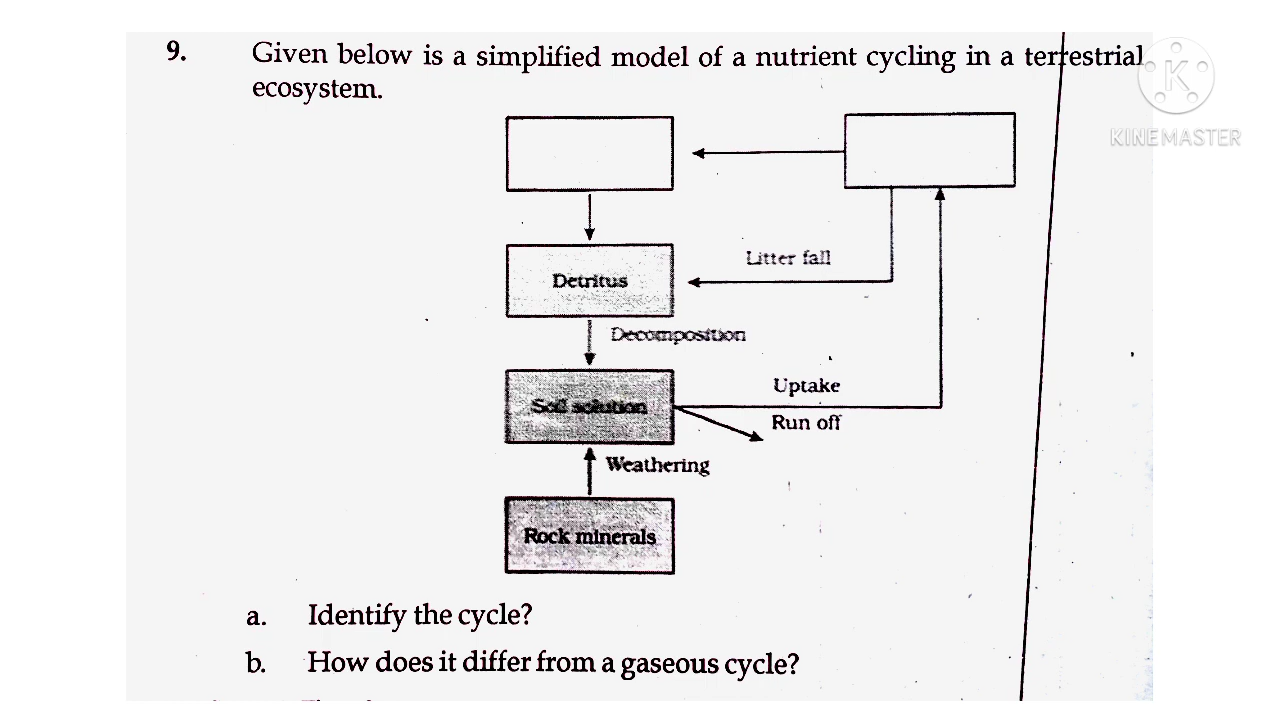 9. Given below is a simplified model of a nutrient cycling in a terrestrial
ecosystem.
K
KINEMASTER
Litter fall
Detritus
Decomposition
Uptake
Soil solution
Run off
Weathering
Rock minerals
a. Identify the cycle?
b. How does it differ from a gaseous cycle?